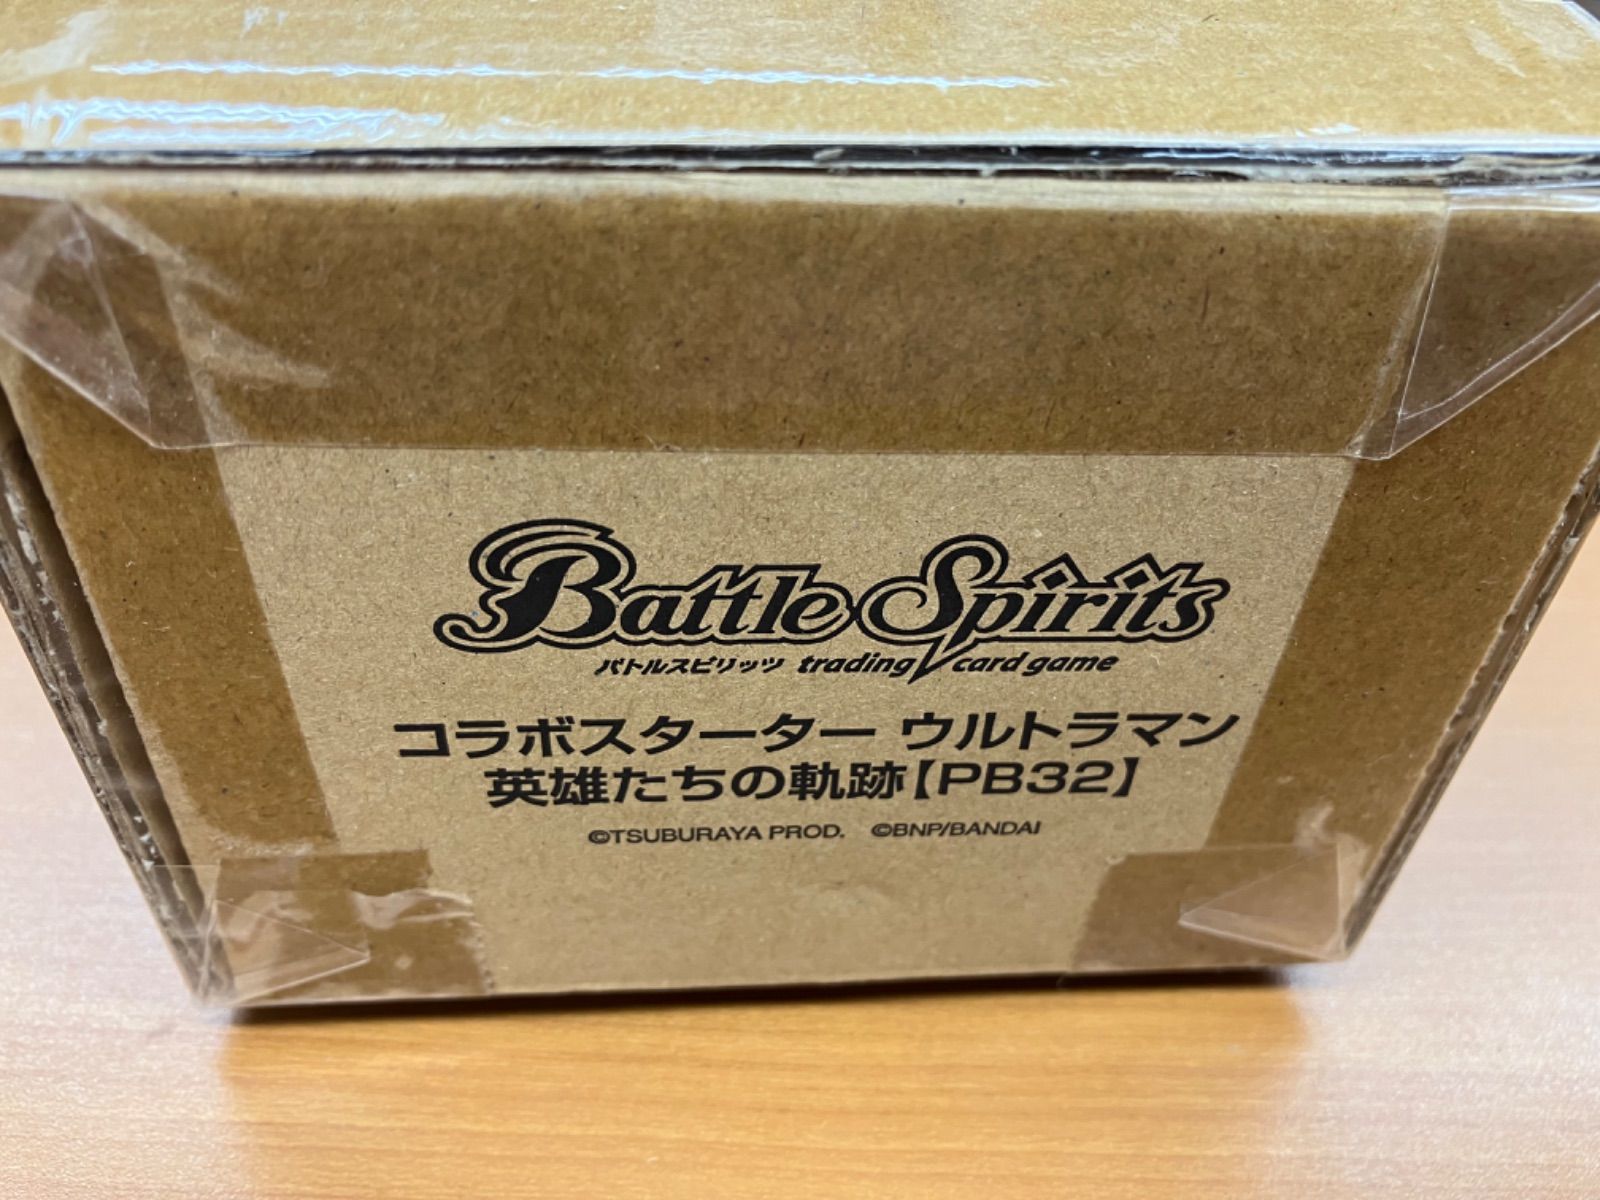 Battle Spirits
バトルスピリッツ trading card game
コラボスターター ウルトラマン
英雄たちの軌跡【PB32】
©TSUBURAYA PROD. ©BNP/BANDAI